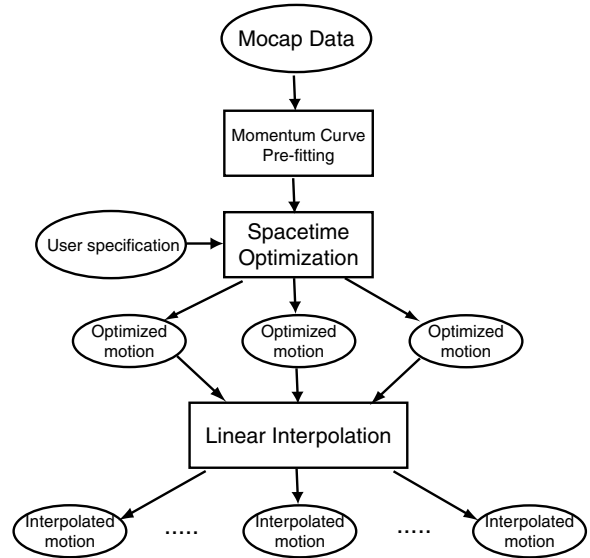 Mocap Data
Momentum Curve
Pre-fitting
User specification
Spacetime
Optimization
Optimized
motion
Optimized
motion
Optimized
motion
Linear Interpolation
Interpolated
motion
.....
Interpolated
motion
.....
Interpolated
motion